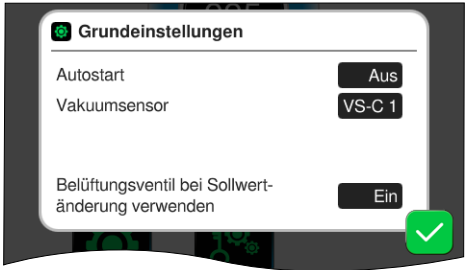 Grundeinstellungen
Autostart Aus
Vakuumsensor VS-C 1
Belüftungsventil bei Sollwert-
änderung verwenden Ein